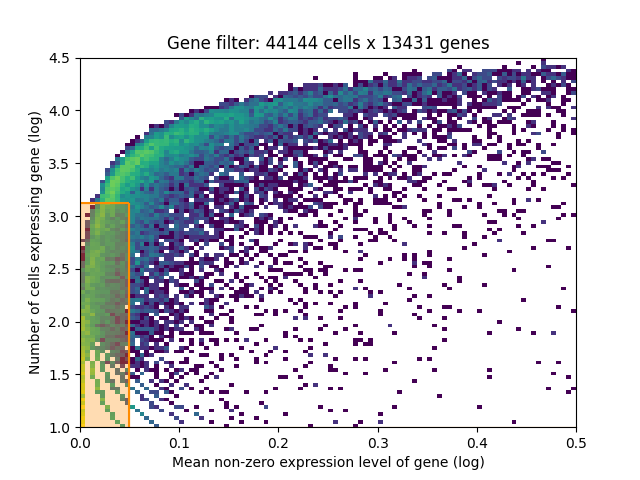 Gene filter: 44144 cells x 13431 genes
Number of cells expressing gene (log)
4.5
4.0
3.5
3.0
2.5
2.0
1.5
1.0
0.0 0.1 0.2 0.3 0.4 0.5
Mean non-zero expression level of gene (log)